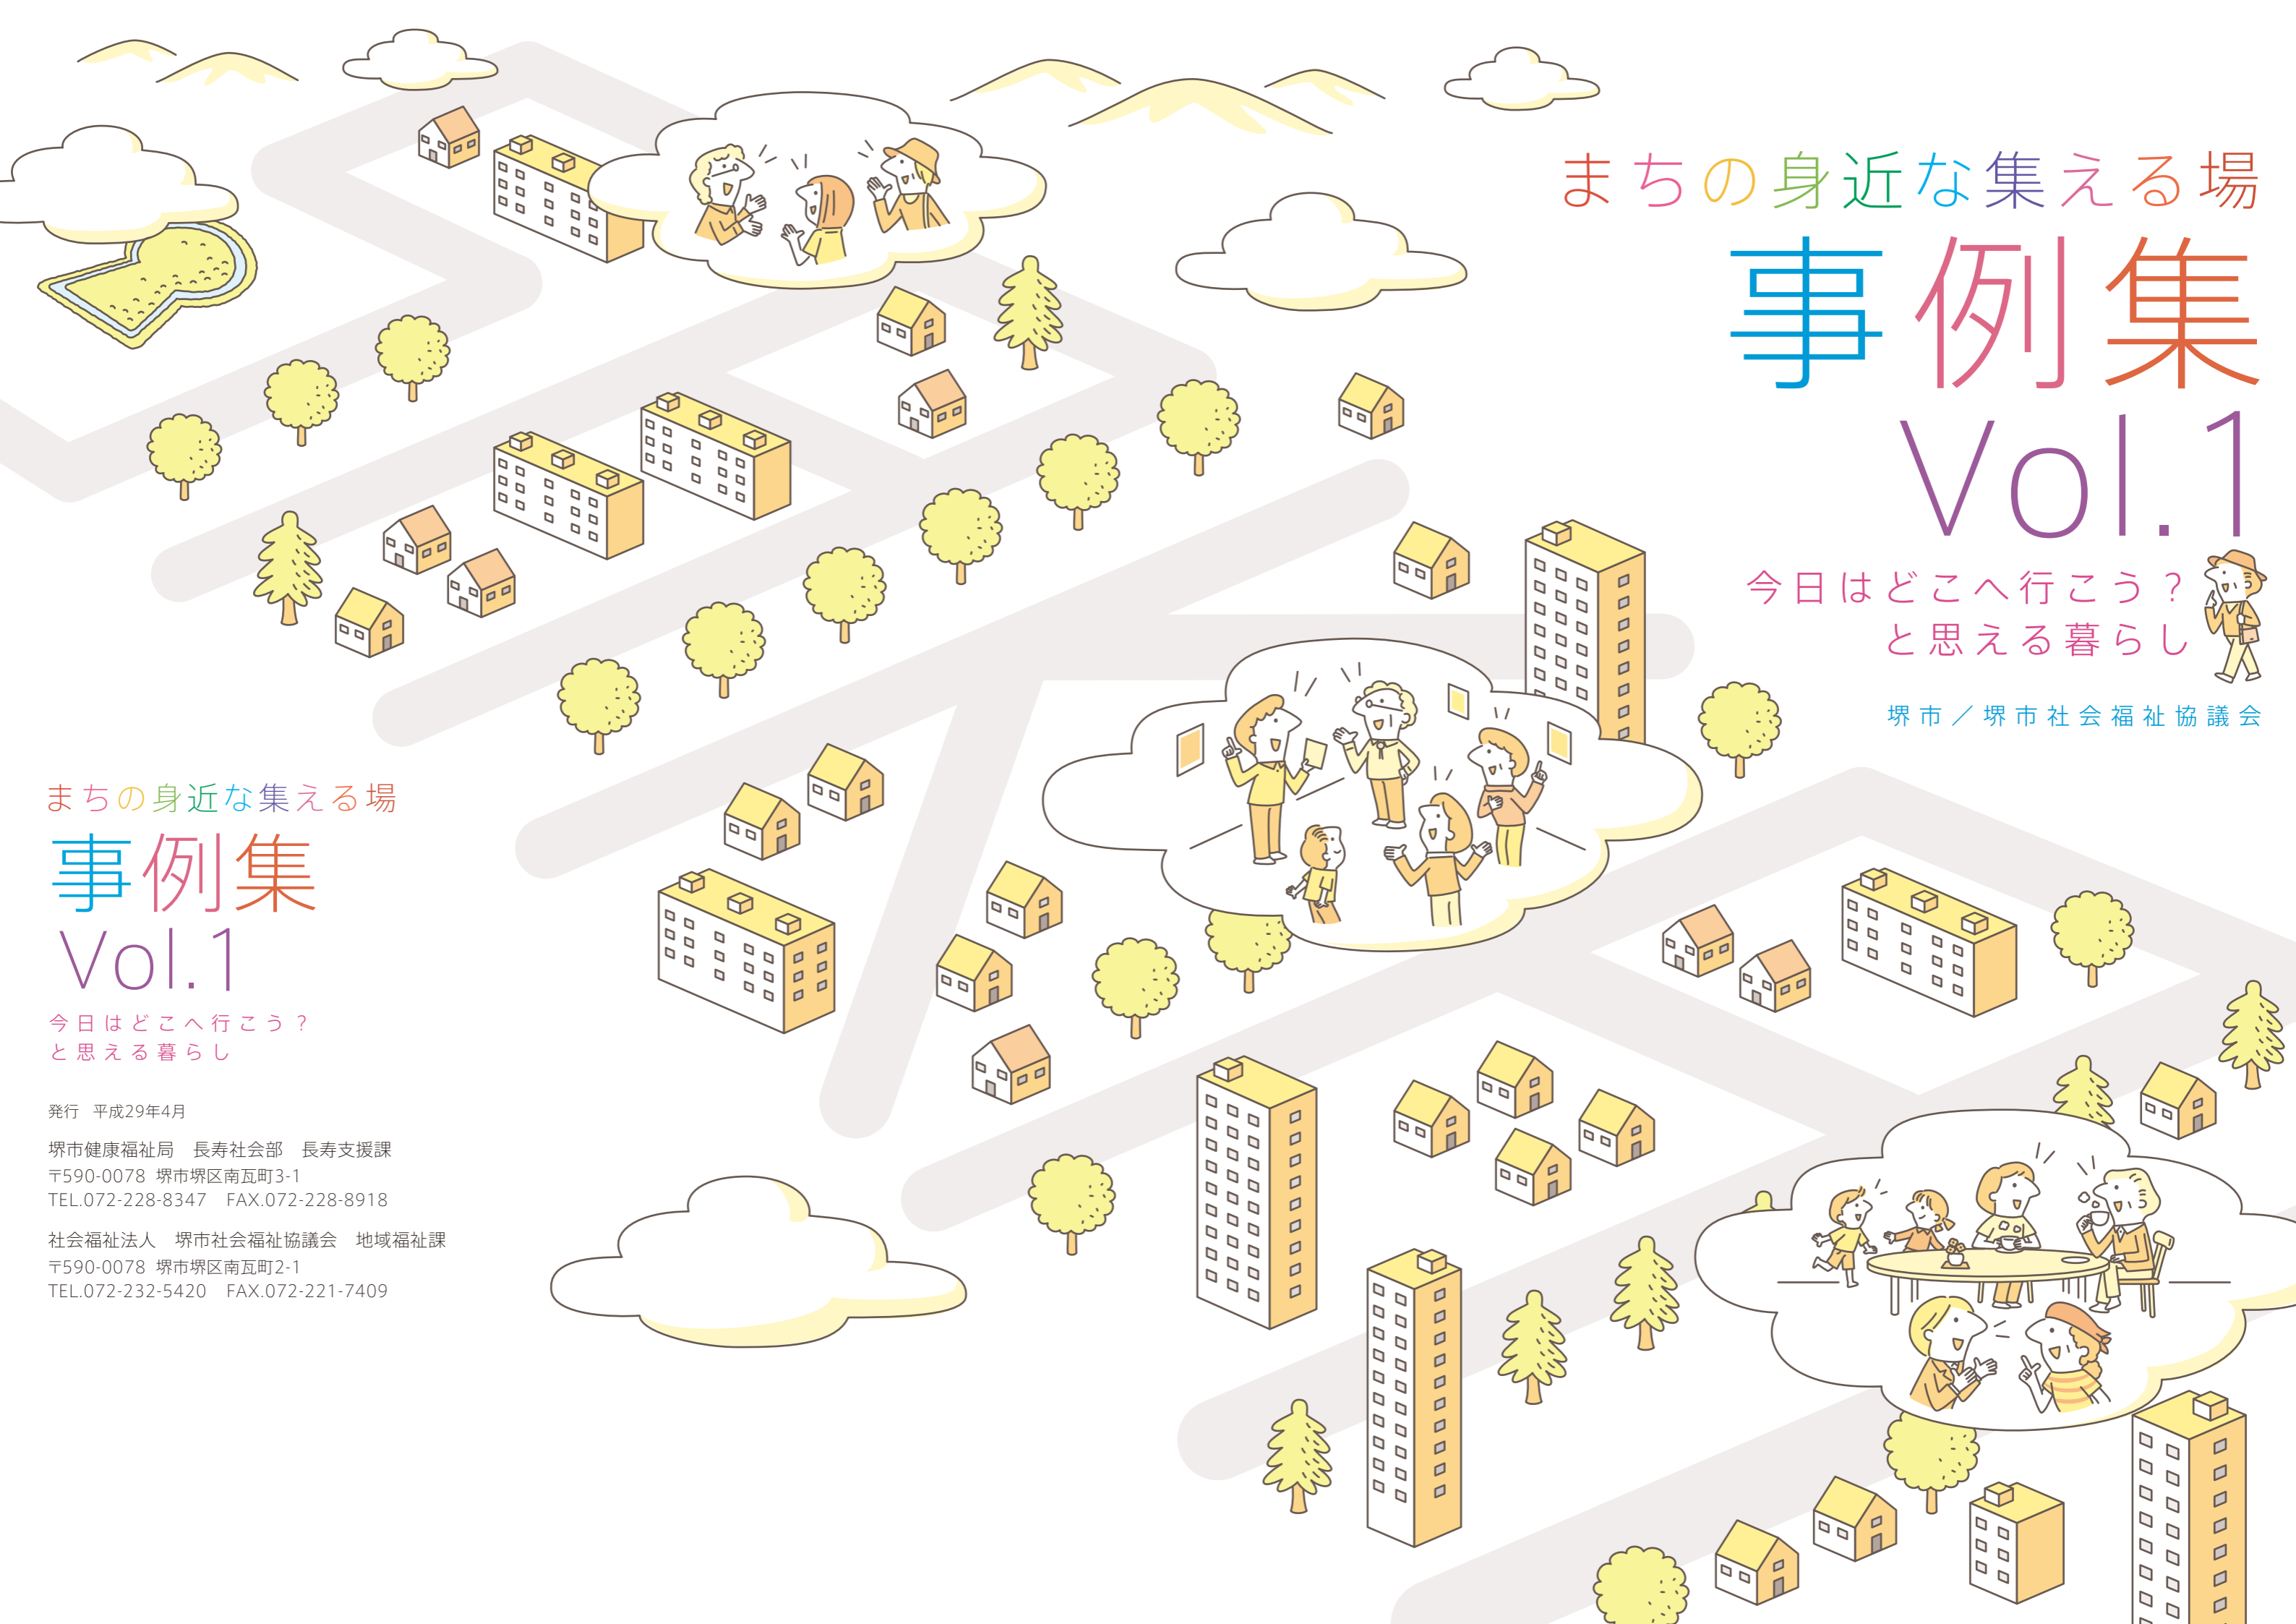 まちの身近な集える場
事例集
Vol.1
今日はどこへ行こう？
と思える暮らし
堺市／堺市社会福祉協議会
まちの身近な集える場
事例集
Vol.1
今日はどこへ行こう？
と思える暮らし
発行　平成29年4月
堺市健康福祉局　長寿社会部　長寿支援課
〒590-0078 堺市堺区南瓦町3-1
TEL.072-228-8347　FAX.072-228-8918
社会福祉法人　堺市社会福祉協議会　地域福祉課
〒590-0078 堺市堺区南瓦町2-1
TEL.072-232-5420　FAX.072-221-7409